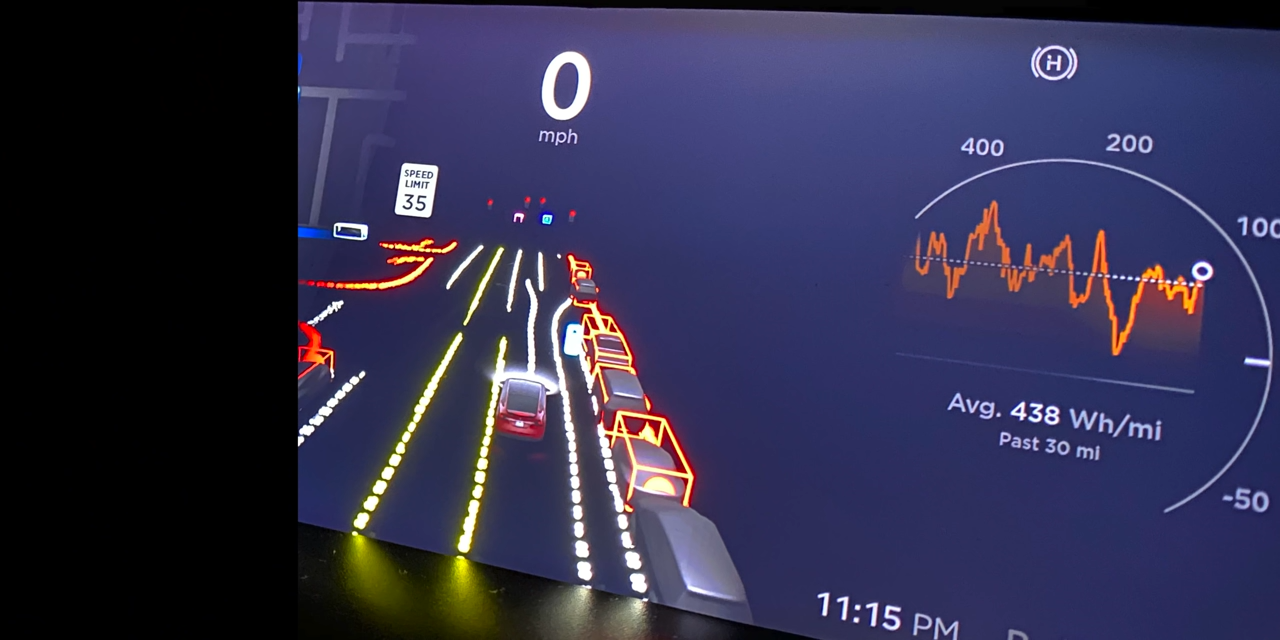 0
mph
SPEED
LIMIT
35
H
400
200
100
-50
Avg. 438 Wh/mi
Past 30 mi
11:15 PM